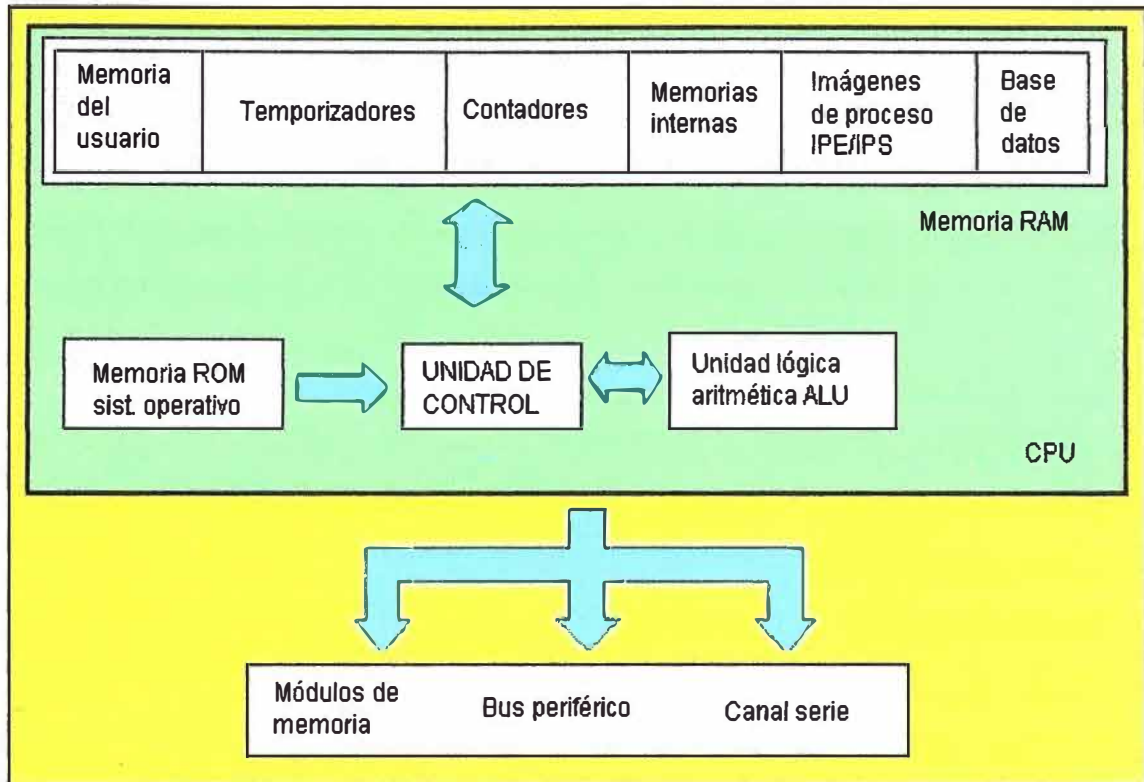 Memoria
del
usuario
Temporizadores
Contadores
Memorias
internas
Imágenes
de proceso
IPE/IPS
Base
de
datos
Memoria RAM
Memoria ROM
sist. operativo
UNIDAD DE
CONTROL
Unidad lógica
aritmética ALU
CPU
Módulos de
memoria
Bus periférico
Canal serie